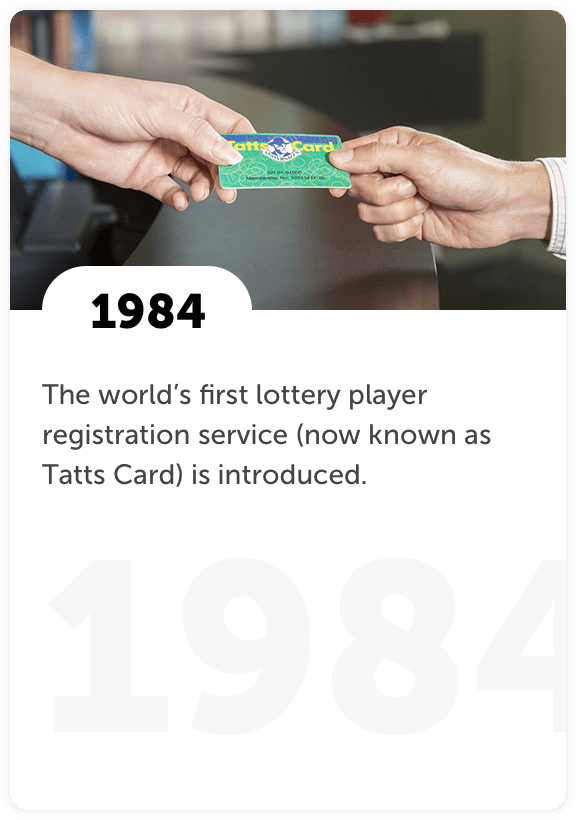 Tatts Card
1984
The world’s first lottery player
registration service (now known as
Tatts Card) is introduced.
1984